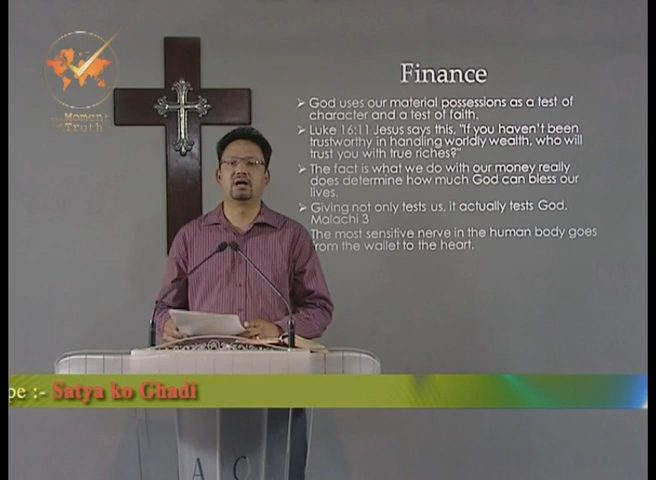 the Moment
of Truth
Finance
➢ God uses our material possessions as a test of
character and a test of faith.
➢ Luke 16:11 Jesus says this, "If you haven't been
trustworthy in handling worldly wealth, who will
trust you with true riches?"
➢ The fact is what we do with our money really
does determine how much God can bless our
lives.
➢ Giving not only tests us, it actually tests God.
Malachi 3
The most sensitive nerve in the human body goes
from the wallet to the heart.
pe :- Satya ko Ghadi
A C